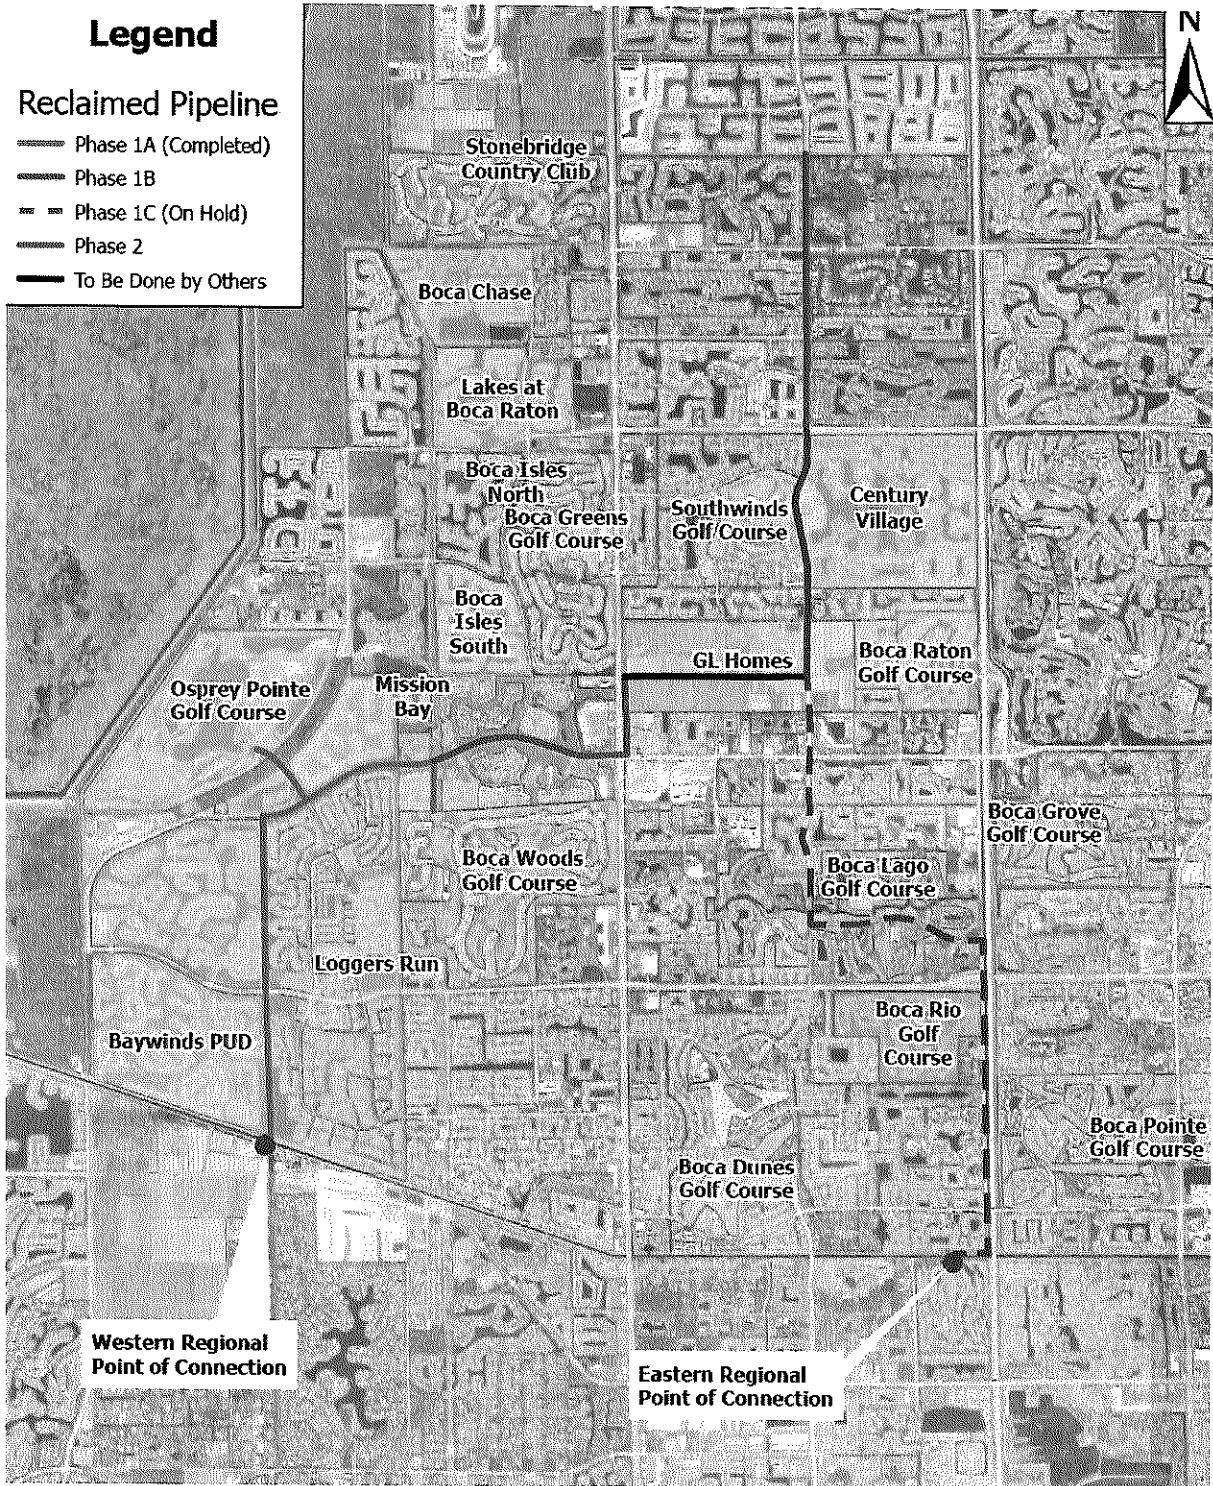 Legend
N
Reclaimed Pipeline
Phase 1A (Completed)
Phase 1B
Phase 1C (On Hold)
Phase 2
To Be Done by Others
Stonebridge
Country Club
Boca Chase
Lakes at
Boca Raton
Boca Isles
North
Boca Greens
Golf Course
Southwinds
Golf Course
Century
Village
Boca
Isles
South
GL Homes
Boca Raton
Golf Course
Osprey Pointe
Golf Course
Mission
Bay
Boca Grove
Golf Course
Boca Woods
Golf Course
Boca Lago
Golf Course
Loggers Run
Baywinds PUD
Boca Rio
Golf
Course
Boca Pointe
Golf Course
Boca Dunes
Golf Course
Western Regional
Point of Connection
Eastern Regional
Point of Connection